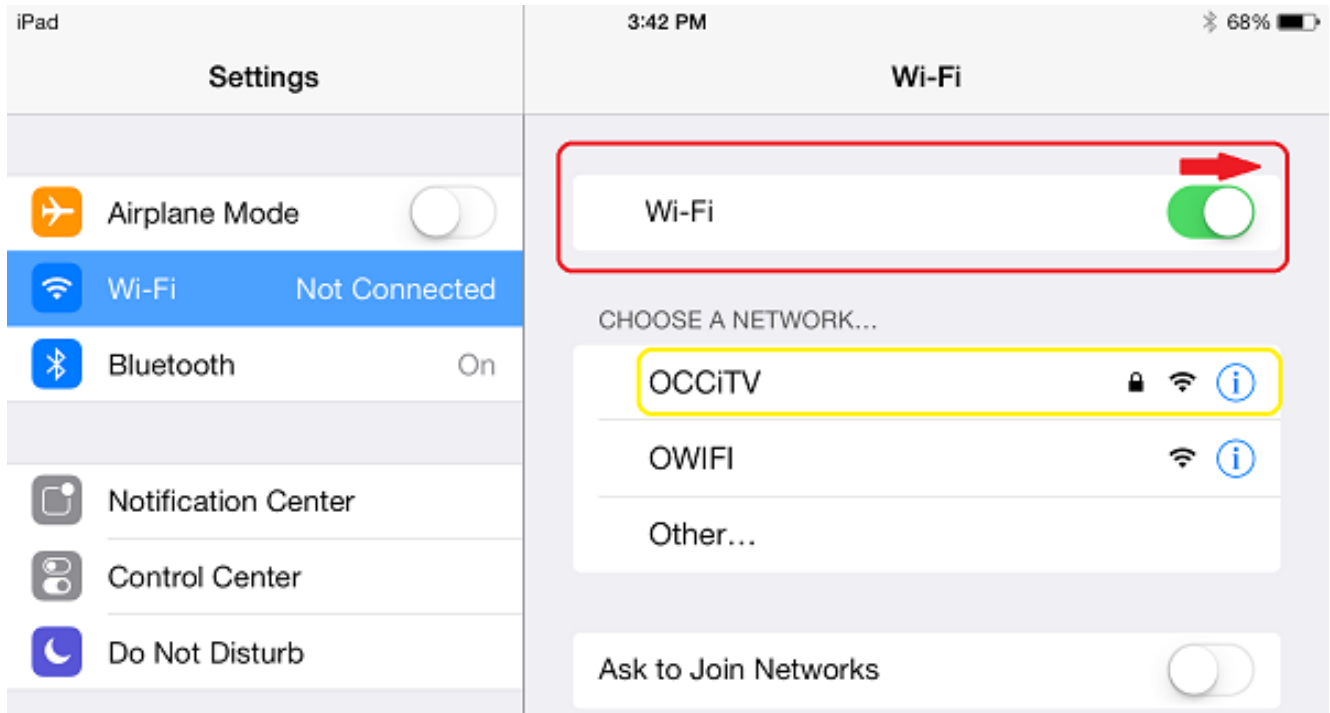 iPad
3:42 PM
68%
Settings
Wi-Fi
Airplane Mode
Wi-Fi Not Connected
Bluetooth On
Notification Center
Control Center
Do Not Disturb
Wi-Fi
CHOOSE A NETWORK...
OCCiTV
OWIFI
Other...
Ask to Join Networks